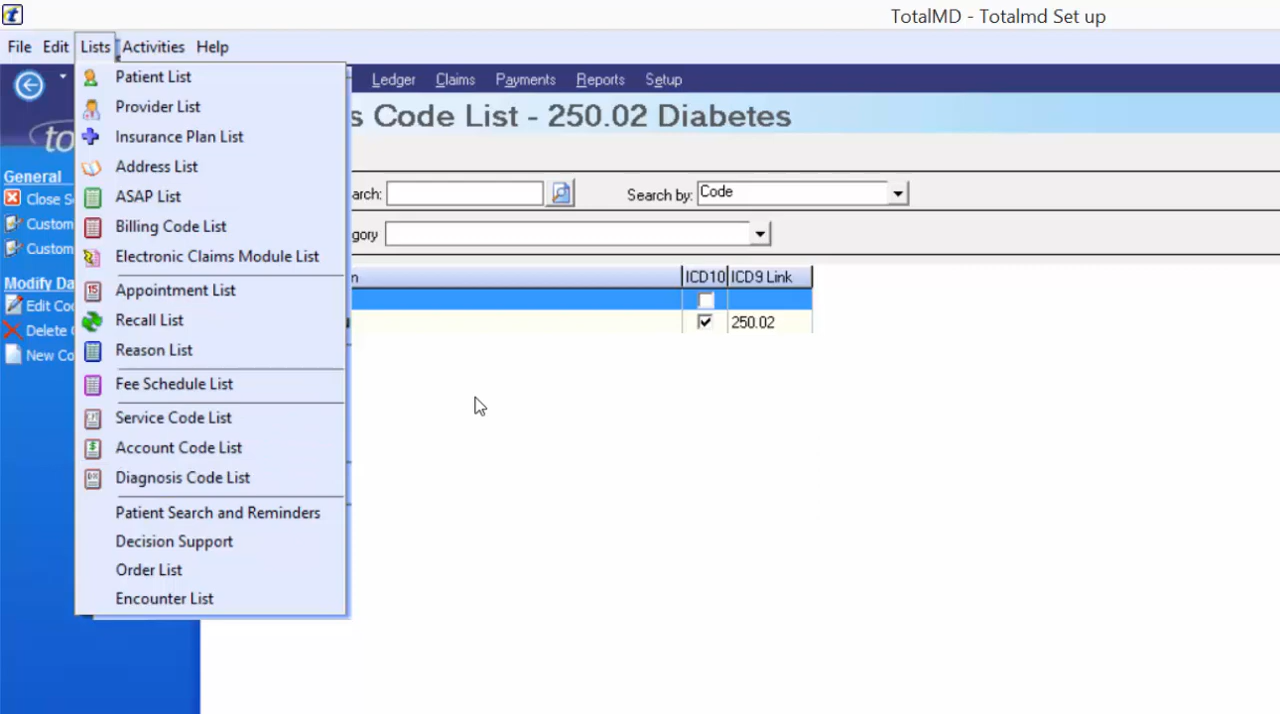 TotalMD - Totalmd Set up
File Edit Lists Activities Help
Ledger Claims Payments Reports Setup
s Code List - 250.02 Diabetes
to
General
Close S
Custom
Custom
Modify Da
Edit Co
Delete
New Co
Patient List
Provider List
Insurance Plan List
Address List
ASAP List
Billing Code List
Electronic Claims Module List
Appointment List
Recall List
Reason List
Fee Schedule List
Service Code List
Account Code List
Diagnosis Code List
Patient Search and Reminders
Decision Support
Order List
Encounter List
arch: Search by: Code
gory
n ICD10 ICD9 Link
250.02